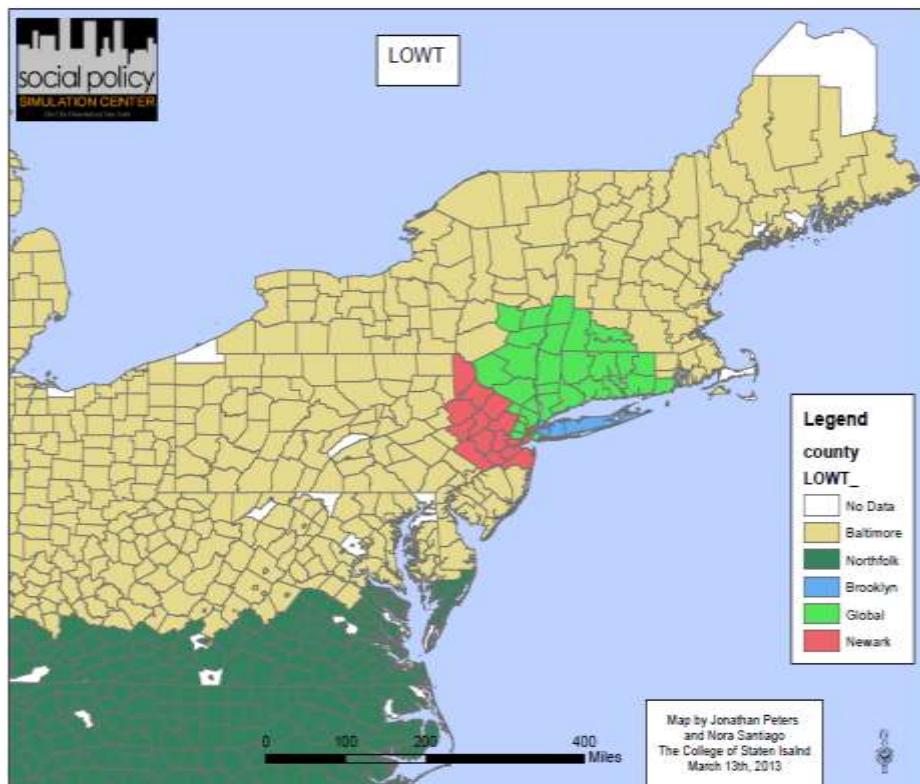 social policy
SIMULATION CENTER
LOWT
Legend
county
LOWT_
No Data
Baltimore
Northfolk
Brooklyn
Global
Newark
0 100 200 400
Miles
Map by Jonathan Peters
and Nora Santiago
The College of Staten Isalnd
March 13th, 2013